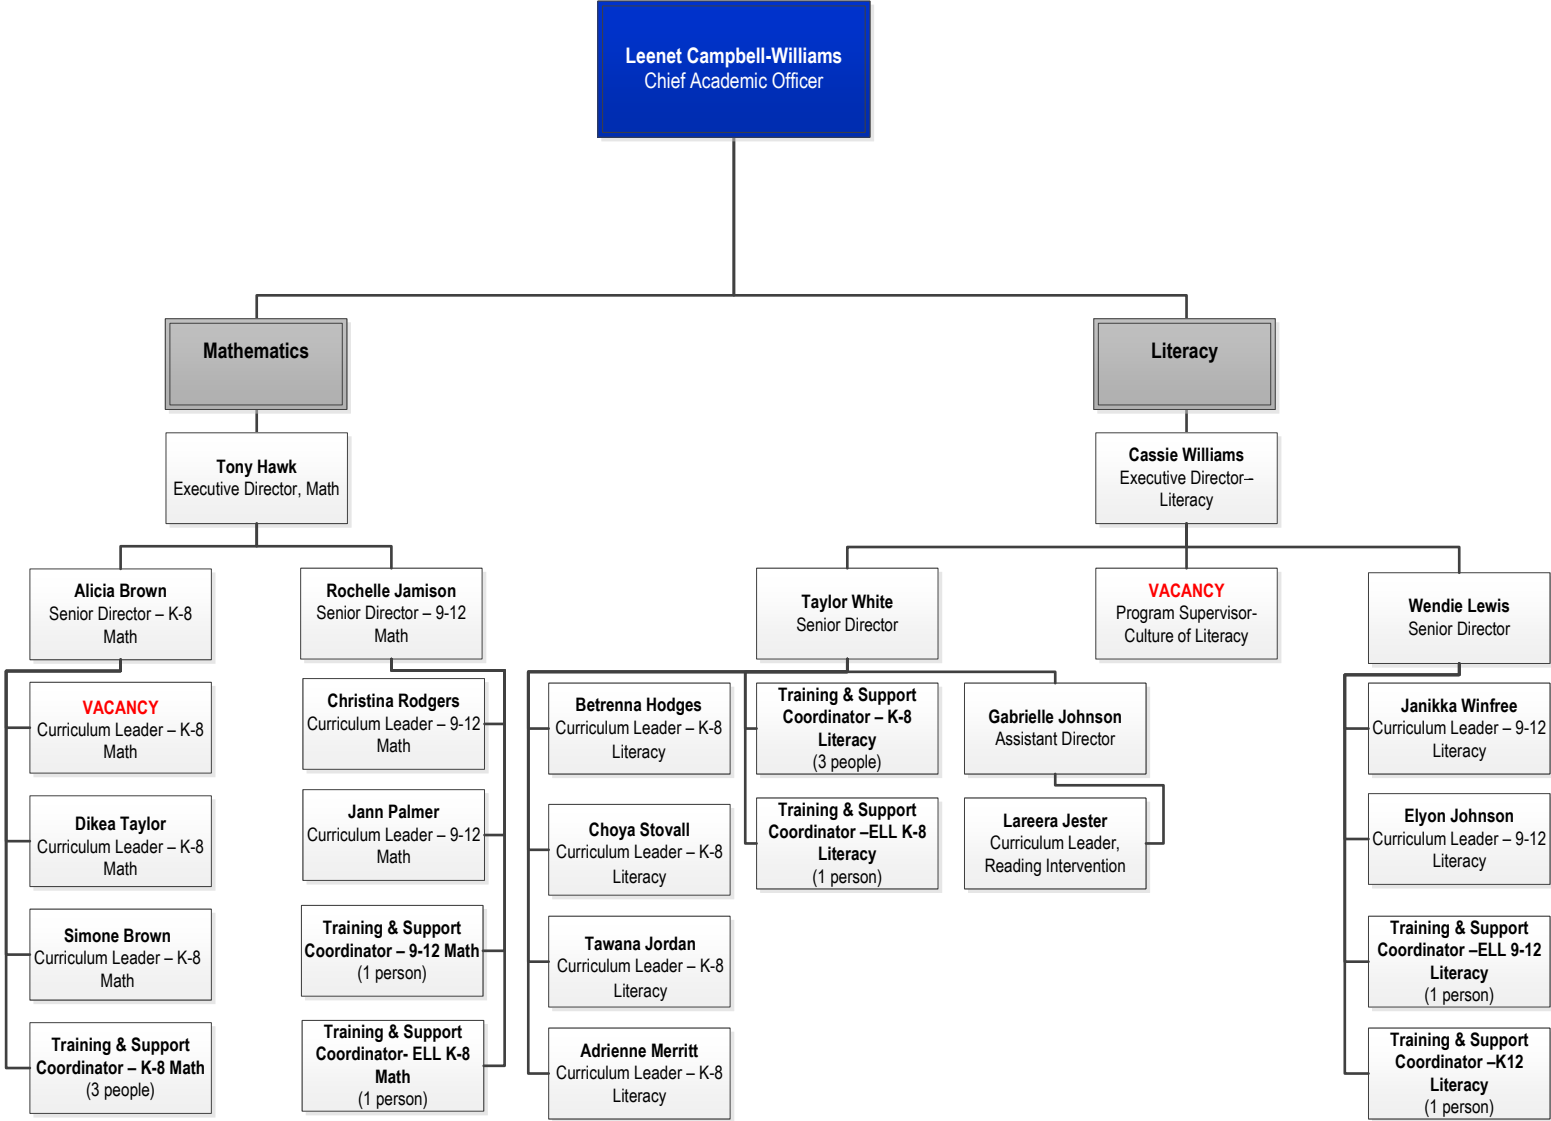 Leenet Campbell-Williams
Chief Academic Officer
Mathematics
Literacy
Tony Hawk
Executive Director, Math
Cassie Williams
Executive Director–
Literacy
Alicia Brown
Senior Director – K-8
Math
Rochelle Jamison
Senior Director – 9-12
Math
Taylor White
Senior Director
VACANCY
Program Supervisor-
Culture of Literacy
Wendie Lewis
Senior Director
VACANCY
Curriculum Leader – K-8
Math
Dikea Taylor
Curriculum Leader – K-8
Math
Simone Brown
Curriculum Leader – K-8
Math
Training & Support
Coordinator – K-8 Math
(3 people)
Christina Rodgers
Curriculum Leader – 9-12
Math
Jann Palmer
Curriculum Leader – 9-12
Math
Training & Support
Coordinator – 9-12 Math
(1 person)
Training & Support
Coordinator- ELL K-8
Math
(1 person)
Betrenna Hodges
Curriculum Leader – K-8
Literacy
Choya Stovall
Curriculum Leader – K-8
Literacy
Tawana Jordan
Curriculum Leader – K-8
Literacy
Adrienne Merritt
Curriculum Leader – K-8
Literacy
Training & Support
Coordinator – K-8
Literacy
(3 people)
Training & Support
Coordinator –ELL K-8
Literacy
(1 person)
Gabrielle Johnson
Assistant Director
Lareera Jester
Curriculum Leader,
Reading Intervention
Janikka Winfree
Curriculum Leader – 9-12
Literacy
Elyon Johnson
Curriculum Leader – 9-12
Literacy
Training & Support
Coordinator –ELL 9-12
Literacy
(1 person)
Training & Support
Coordinator –K12
Literacy
(1 person)